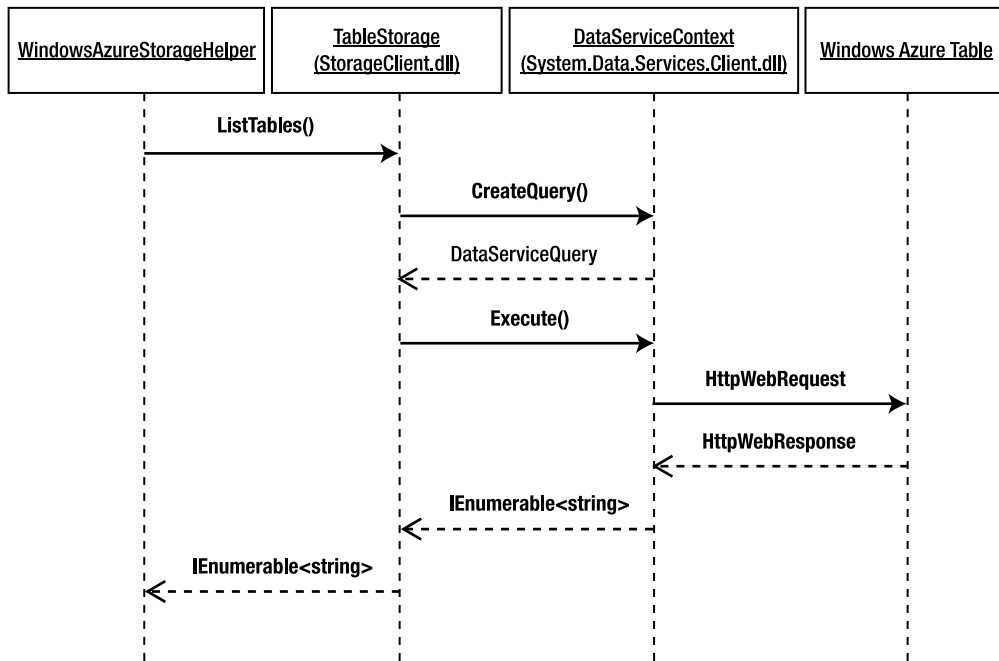 WindowsAzureStorageHelper
TableStorage
(StorageClient.dll)
DataServiceContext
(System.Data.Services.Client.dll)
Windows Azure Table
ListTables()
CreateQuery()
DataServiceQuery
Execute()
HttpWebRequest
HttpWebResponse
IEnumerable<string>
IEnumerable<string>